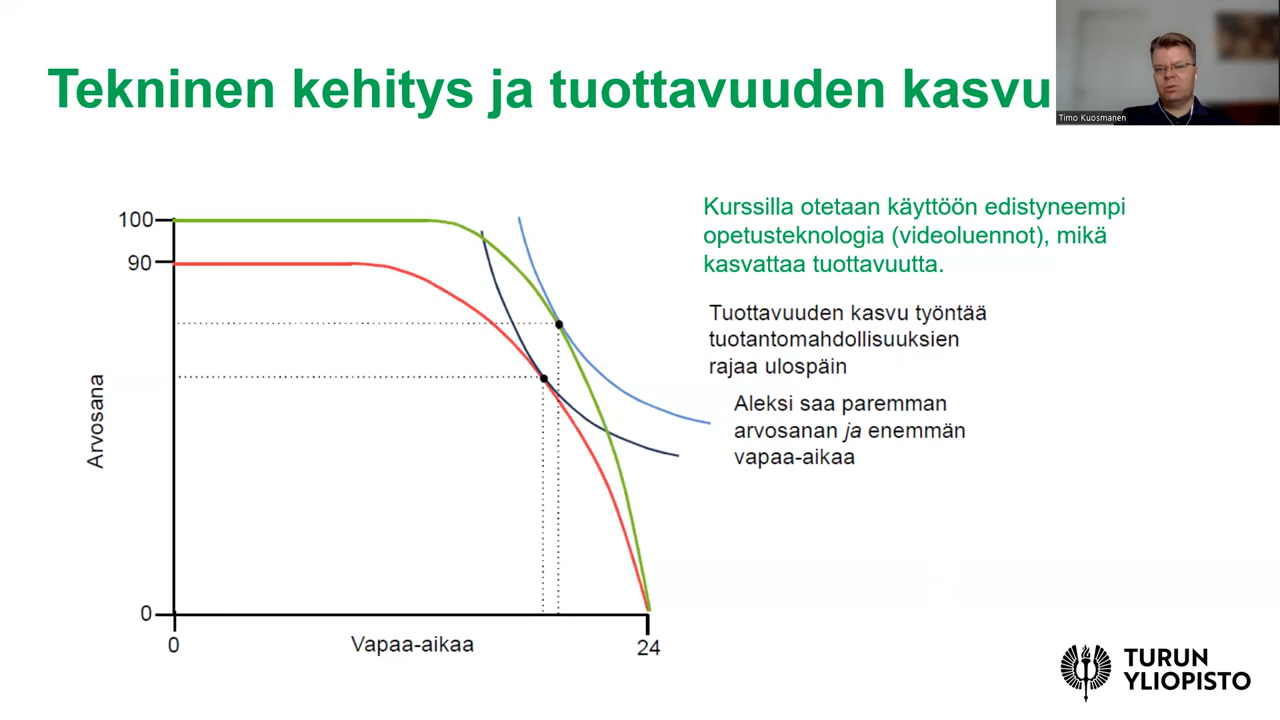 Tekninen kehitys ja tuottavuuden kasvu
Timo Kuosmanen
Kurssilla otetaan käyttöön edistyneempi
opetusteknologia (videoluennot), mikä
kasvattaa tuottavuutta.
Tuottavuuden kasvu työntää
tuotantomahdollisuuksien
rajaa ulospäin
Aleksi saa paremman
arvosanan ja enemmän
vapaa-aikaa
100
90
Arvosana
0
0
Vapaa-aikaa
24
TURUN
YLIOPISTO